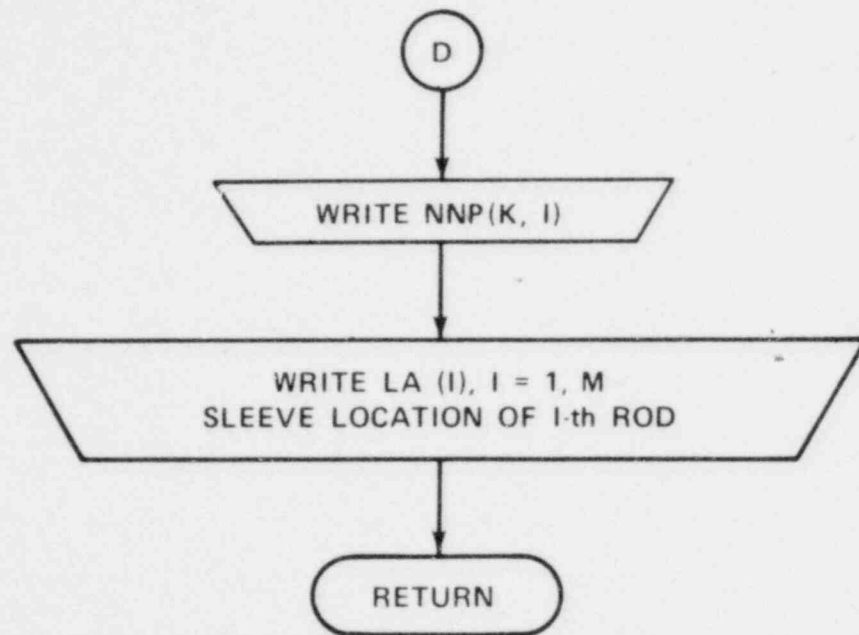 D
WRITE NNP(K, I)
WRITE LA (I), I = 1, M
SLEEVE LOCATION OF I-th ROD
RETURN